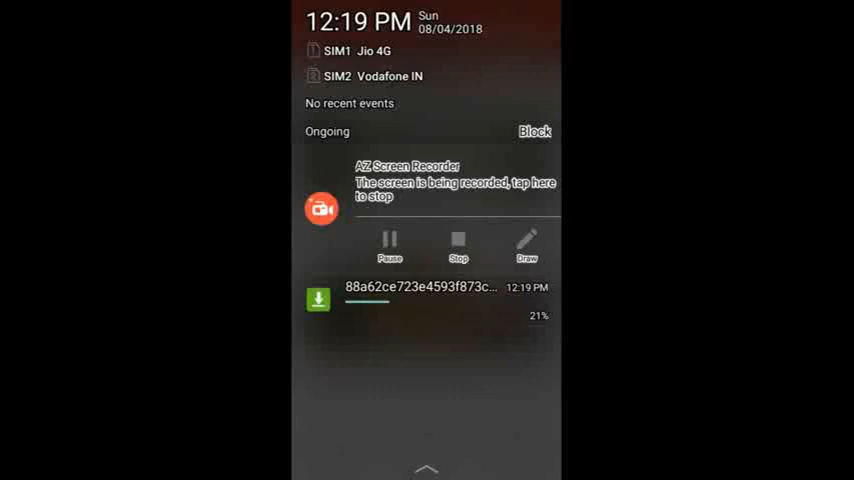 12:19 PM Sun
08/04/2018
1 SIM1 Jio 4G
2 SIM2 Vodafone IN
No recent events
Ongoing Block
AZ Screen Recorder
The screen is being recorded, tap here
to stop
Pause Stop Draw
88a62ce723e4593f873c... 12:19 PM
21%